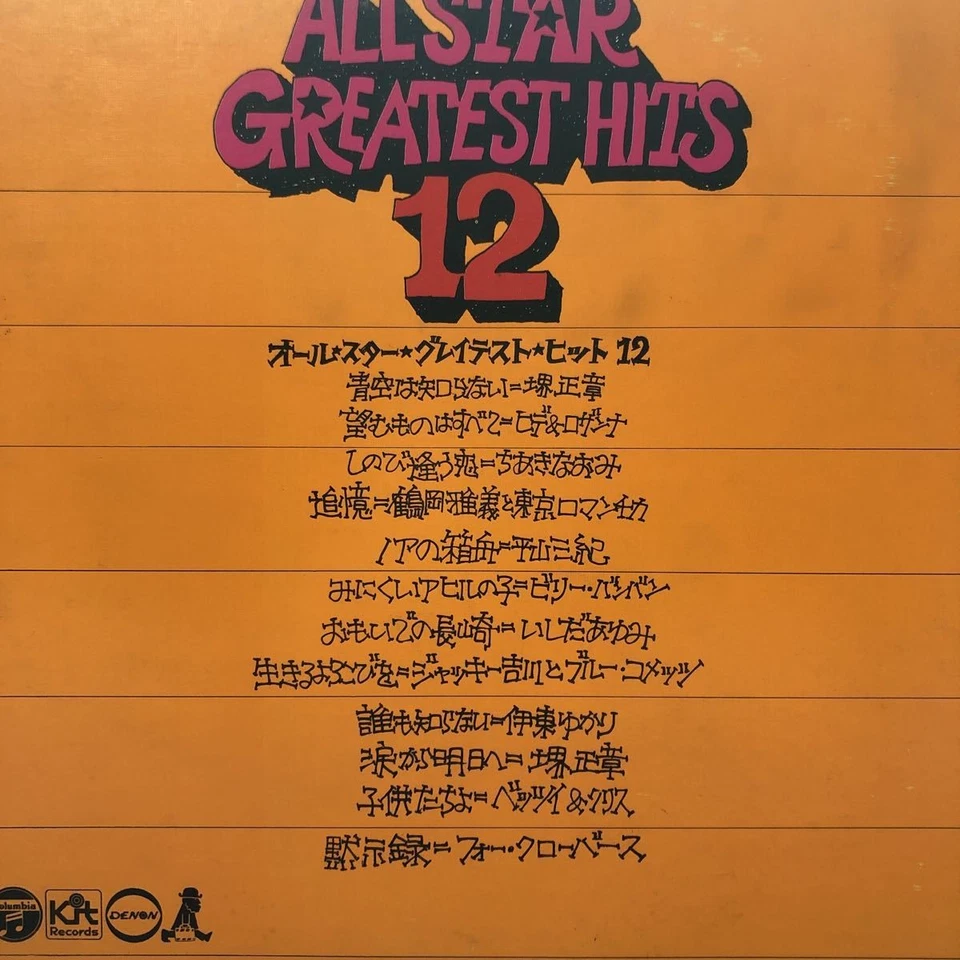 ALL STAR
GREATEST HITS
12
オール★スター★グレイテスト★ヒット 12
青空は知らない=堺正章
望むものはすべて=ヒデ&ロザンナ
しのび逢う恋=ちあきなおみ
追憶=鶴岡雅義と東京ロマンチカ
ノアの箱舟=平山三紀
みにくいアヒルの子=ビリー・バンバン
おもいでの長崎=いしだあゆみ
生きるよろこびを=ジャッキー吉川とブルー・コメッツ
誰も知らない=伊東ゆかり
涙から明日へ=堺正章
子供たちよ=ベッツイ&クリス
黙示録=フォー・クローバース
Columbia
Kit Records
DENON